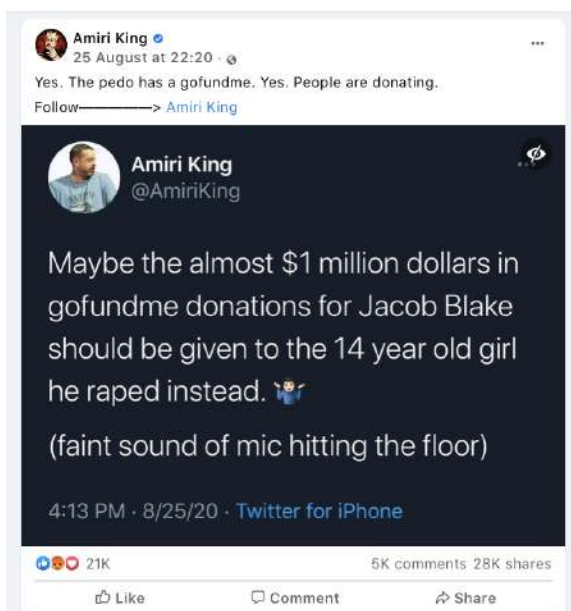 Amiri King
25 August at 22:20 ·
Yes. The pedo has a gofundme. Yes. People are donating.
Follow————> Amiri King
Amiri King
@AmiriKing
Maybe the almost $1 million dollars in
gofundme donations for Jacob Blake
should be given to the 14 year old girl
he raped instead. 🤷🏻‍♂️
(faint sound of mic hitting the floor)
4:13 PM · 8/25/20 · Twitter for iPhone
21K 5K comments 28K shares
Like Comment Share